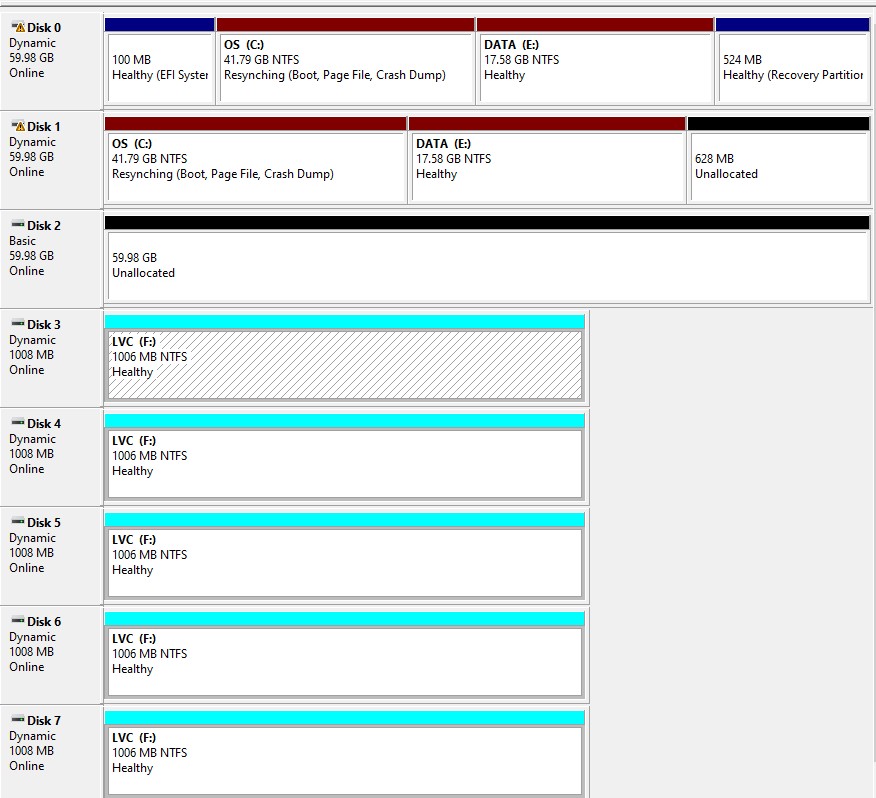 Disk 0
Dynamic
59.98 GB
Online
100 MB
Healthy (EFI Syster
OS (C:)
41.79 GB NTFS
Resynching (Boot, Page File, Crash Dump)
DATA (E:)
17.58 GB NTFS
Healthy
524 MB
Healthy (Recovery Partitior
Disk 1
Dynamic
59.98 GB
Online
OS (C:)
41.79 GB NTFS
Resynching (Boot, Page File, Crash Dump)
DATA (E:)
17.58 GB NTFS
Healthy
628 MB
Unallocated
Disk 2
Basic
59.98 GB
Online
59.98 GB
Unallocated
Disk 3
Dynamic
1008 MB
Online
LVC (F:)
1006 MB NTFS
Healthy
Disk 4
Dynamic
1008 MB
Online
LVC (F:)
1006 MB NTFS
Healthy
Disk 5
Dynamic
1008 MB
Online
LVC (F:)
1006 MB NTFS
Healthy
Disk 6
Dynamic
1008 MB
Online
LVC (F:)
1006 MB NTFS
Healthy
Disk 7
Dynamic
1008 MB
Online
LVC (F:)
1006 MB NTFS
Healthy